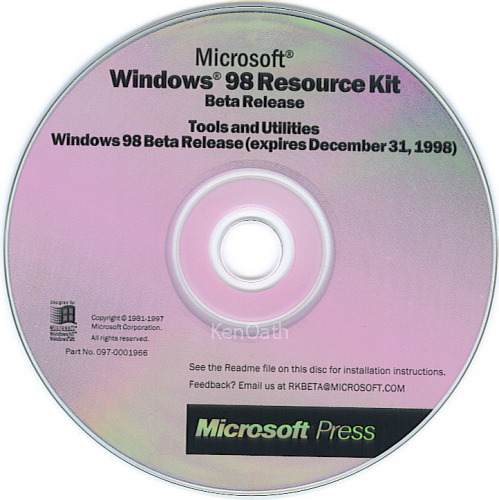 Microsoft®
Windows® 98 Resource Kit
Beta Release
Tools and Utilities
Windows 98 Beta Release (expires December 31, 1998)
Designed for
Copyright © 1981-1997
Microsoft Corporation.
All rights reserved.
Part No. 097-0001966
KenOath
See the Readme file on this disc for installation instructions.
Feedback? Email us at RKBETA@MICROSOFT.COM
Microsoft Press